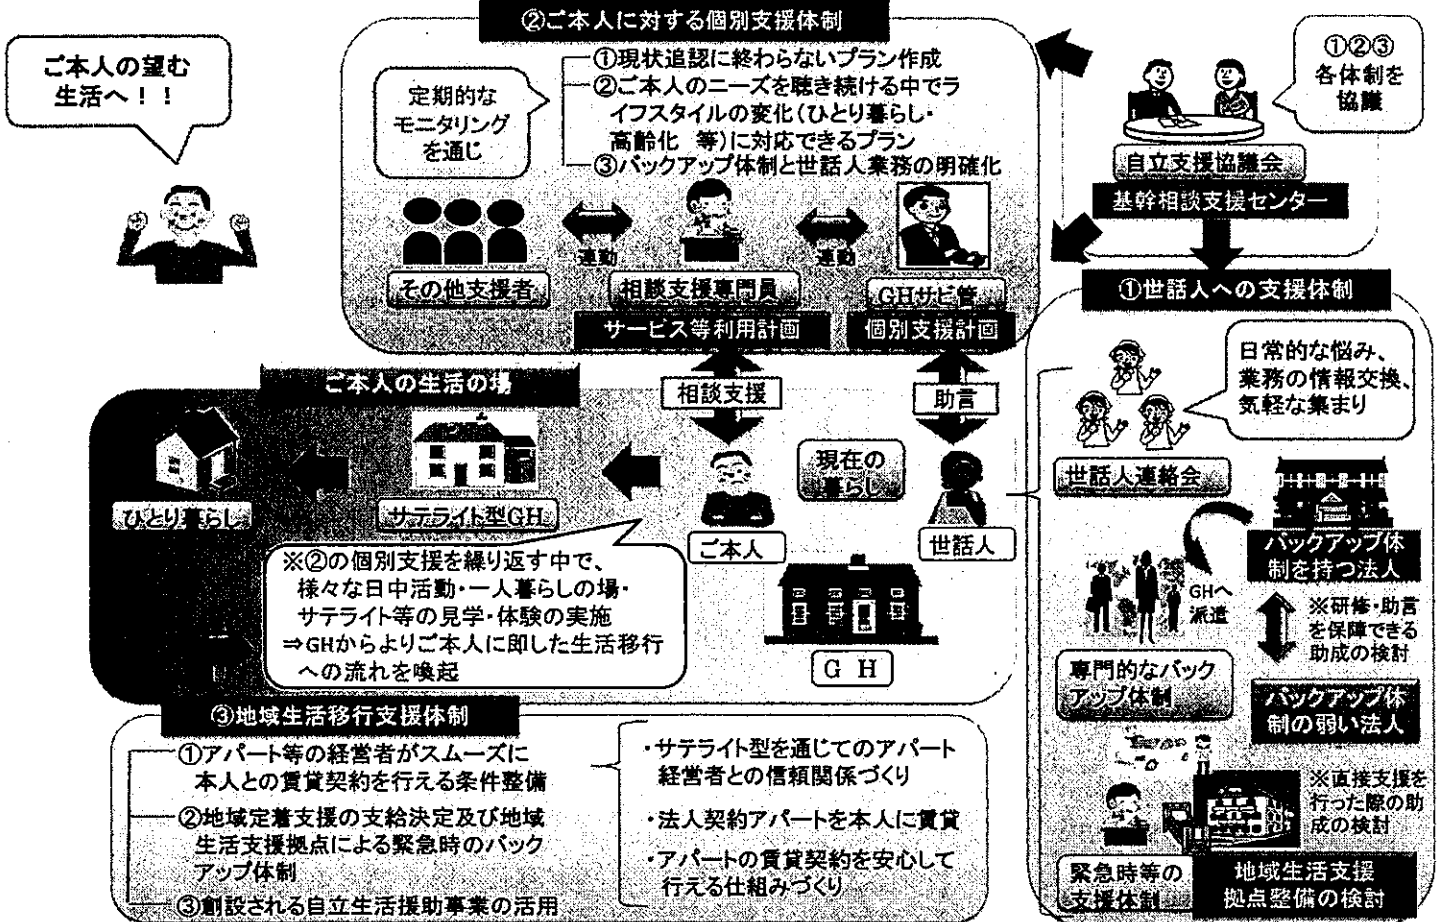 ②ご本人に対する個別支援体制
ご本人の望む
生活へ！！
定期的な
モニタリング
を通じ
①現状追認に終わらないプラン作成
②ご本人のニーズを聴き続ける中でラ
イフスタイルの変化（ひとり暮らし・
高齢化　等）に対応できるプラン
③バックアップ体制と世話人業務の明確化
①②③
各体制を
協議
自立支援協議会
基幹相談支援センター
連動
連動
その他支援者
相談支援専門員
GHサビ管
サービス等利用計画
個別支援計画
①世話人への支援体制
日常的な悩み、
業務の情報交換、
気軽な集まり
世話人連絡会
ご本人の生活の場
相談支援
助言
現在の
暮らし
ひとり暮らし
サテライト型GH
ご本人
世話人
※②の個別支援を繰り返す中で、
様々な日中活動・一人暮らしの場・
サテライト等の見学・体験の実施
⇒GHからよりご本人に即した生活移行
への流れを喚起
G H
バックアップ体
制を持つ法人
GHへ
派遣
※研修・助言
を保障できる
助成の検討
専門的なバック
アップ体制
バックアップ体
制の弱い法人
※直接支援を
行った際の助
成の検討
緊急時等の
支援体制
地域生活支援
拠点整備の検討
③地域生活移行支援体制
①アパート等の経営者がスムーズに
本人との賃貸契約を行える条件整備
②地域定着支援の支給決定及び地域
生活支援拠点による緊急時のバック
アップ体制
③創設される自立生活援助事業の活用
・サテライト型を通じてのアパート
経営者との信頼関係づくり
・法人契約アパートを本人に賃貸
・アパートの賃貸契約を安心して
行える仕組みづくり